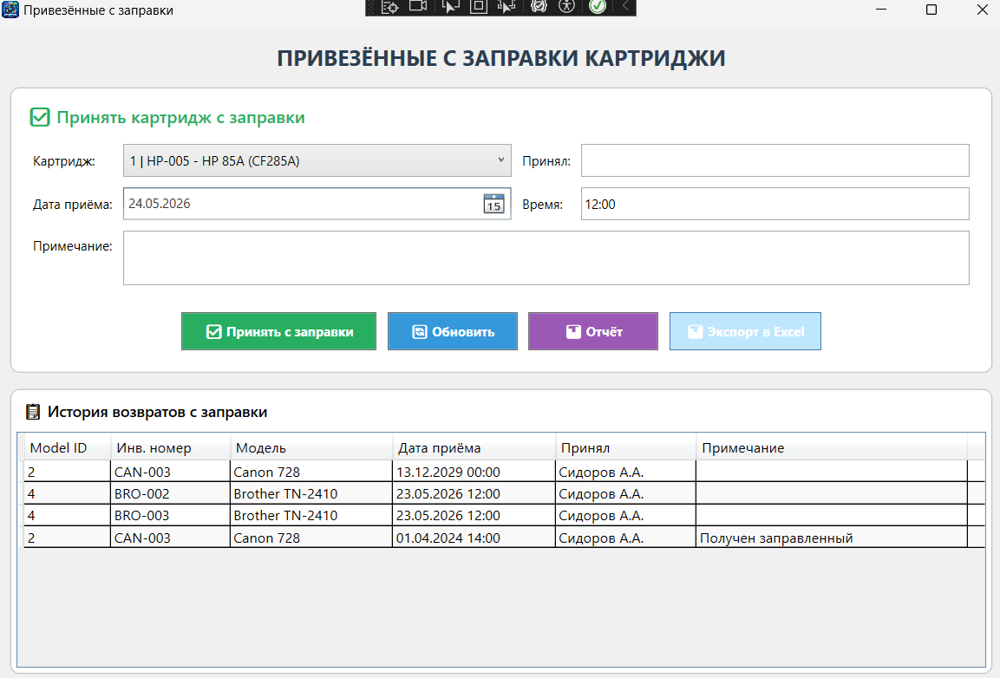 Привезённые с заправки
ПРИВЕЗЁННЫЕ С ЗАПРАВКИ КАРТРИДЖИ
Принять картридж с заправки
Картридж: 1 | HP-005 - HP 85A (CF285A) Принял:
Дата приёма: 24.05.2026 15 Время: 12:00
Примечание:
Принять с заправки Обновить Отчёт Экспорт в Excel
История возвратов с заправки
Model ID Инв. номер Модель Дата приёма Принял Примечание
2 CAN-003 Canon 728 13.12.2029 00:00 Сидоров А.А.
4 BRO-002 Brother TN-2410 23.05.2026 12:00 Сидоров А.А.
4 BRO-003 Brother TN-2410 23.05.2026 12:00 Сидоров А.А.
2 CAN-003 Canon 728 01.04.2024 14:00 Сидоров А.А. Получен заправленный